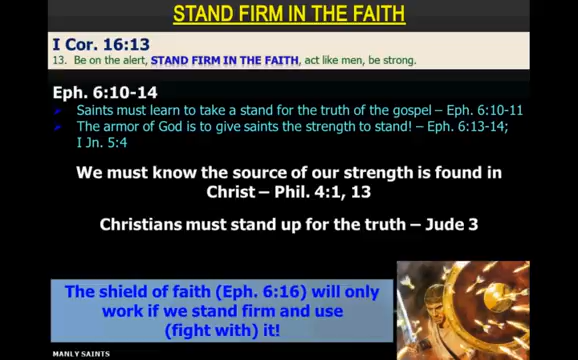 STAND FIRM IN THE FAITH
I Cor. 16:13
13. Be on the alert, STAND FIRM IN THE FAITH, act like men, be strong.
Eph. 6:10-14
Saints must learn to take a stand for the truth of the gospel – Eph. 6:10-11
The armor of God is to give saints the strength to stand! – Eph. 6:13-14;
I Jn. 5:4
We must know the source of our strength is found in
Christ – Phil. 4:1, 13
Christians must stand up for the truth – Jude 3
The shield of faith (Eph. 6:16) will only
work if we stand firm and use
(fight with) it!
MANLY SAINTS